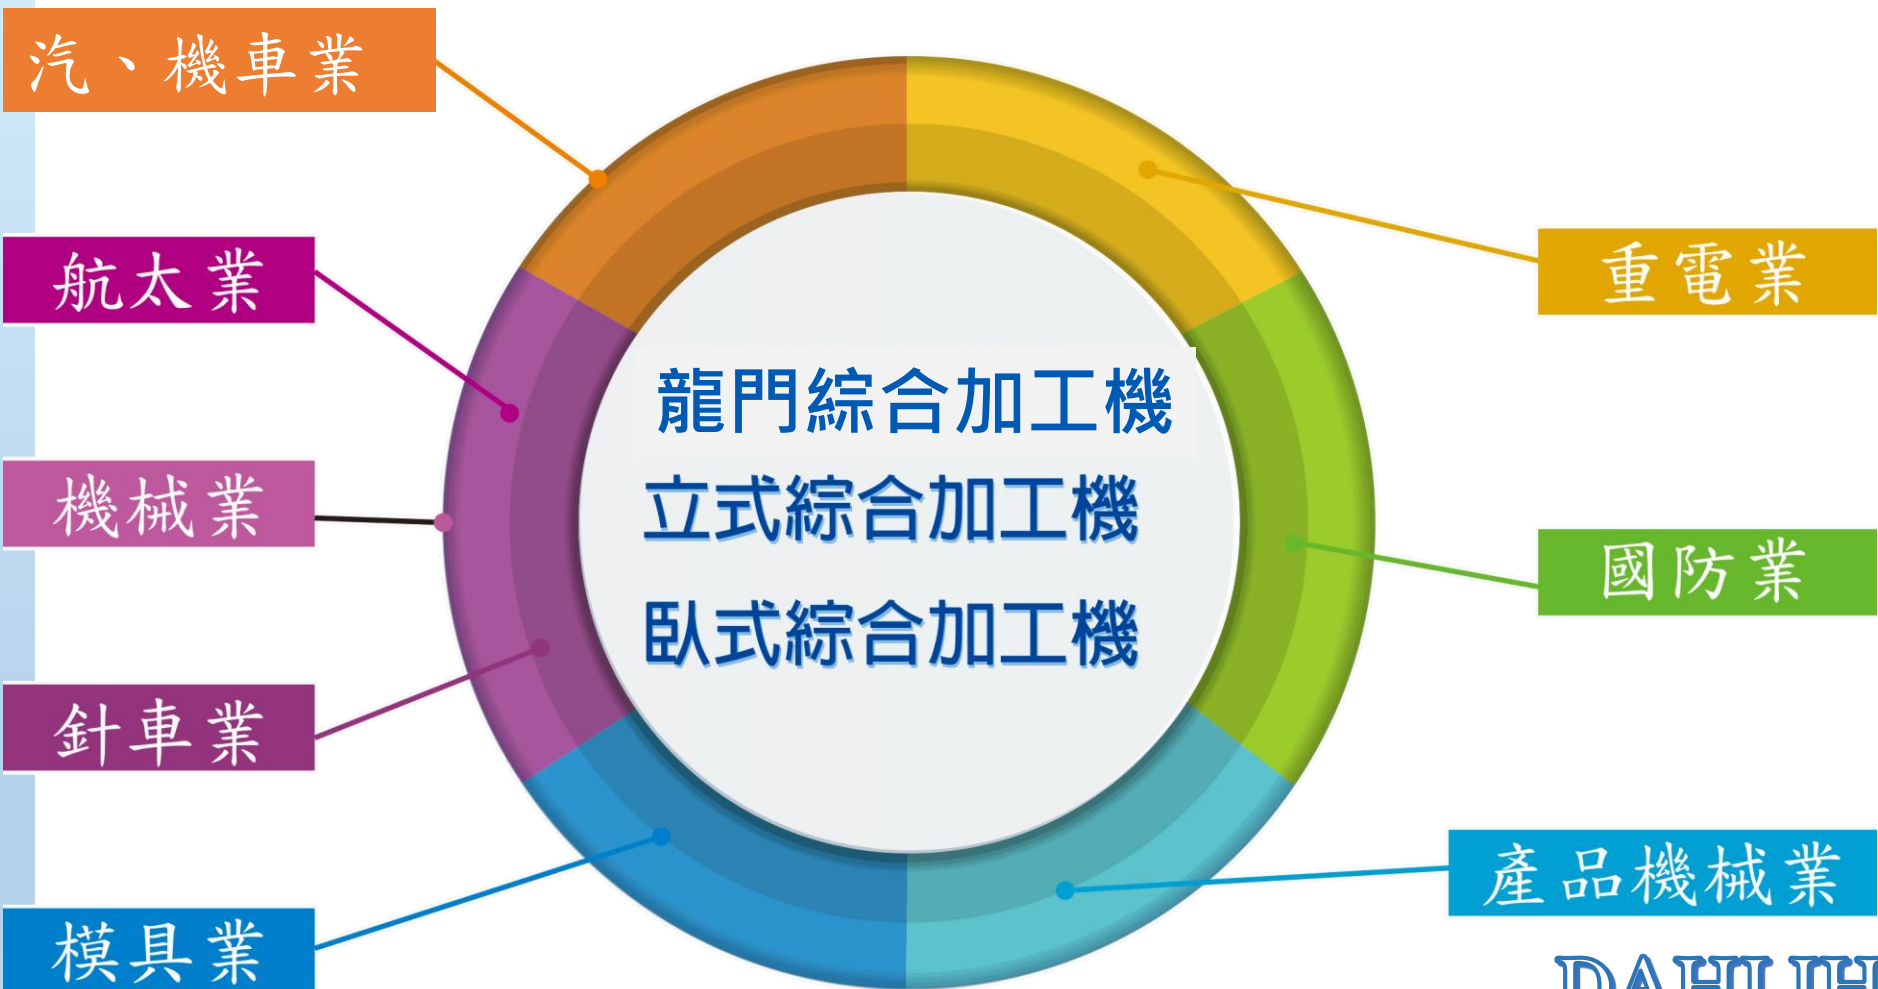 汽、機車業
航太業
機械業
針車業
模具業
龍門綜合加工機
立式綜合加工機
臥式綜合加工機
重電業
國防業
產品機械業